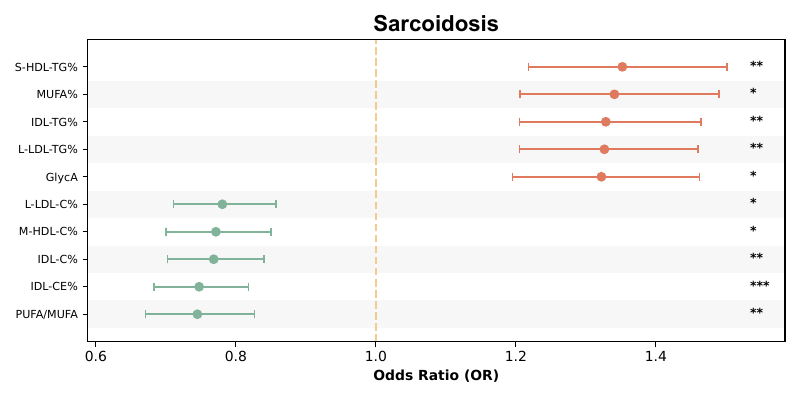 Sarcoidosis
S-HDL-TG% **
MUFA% *
IDL-TG% **
L-LDL-TG% **
GlycA *
L-LDL-C% *
M-HDL-C% *
IDL-C% **
IDL-CE% ***
PUFA/MUFA **
0.6 0.8 1.0 1.2 1.4
Odds Ratio (OR)